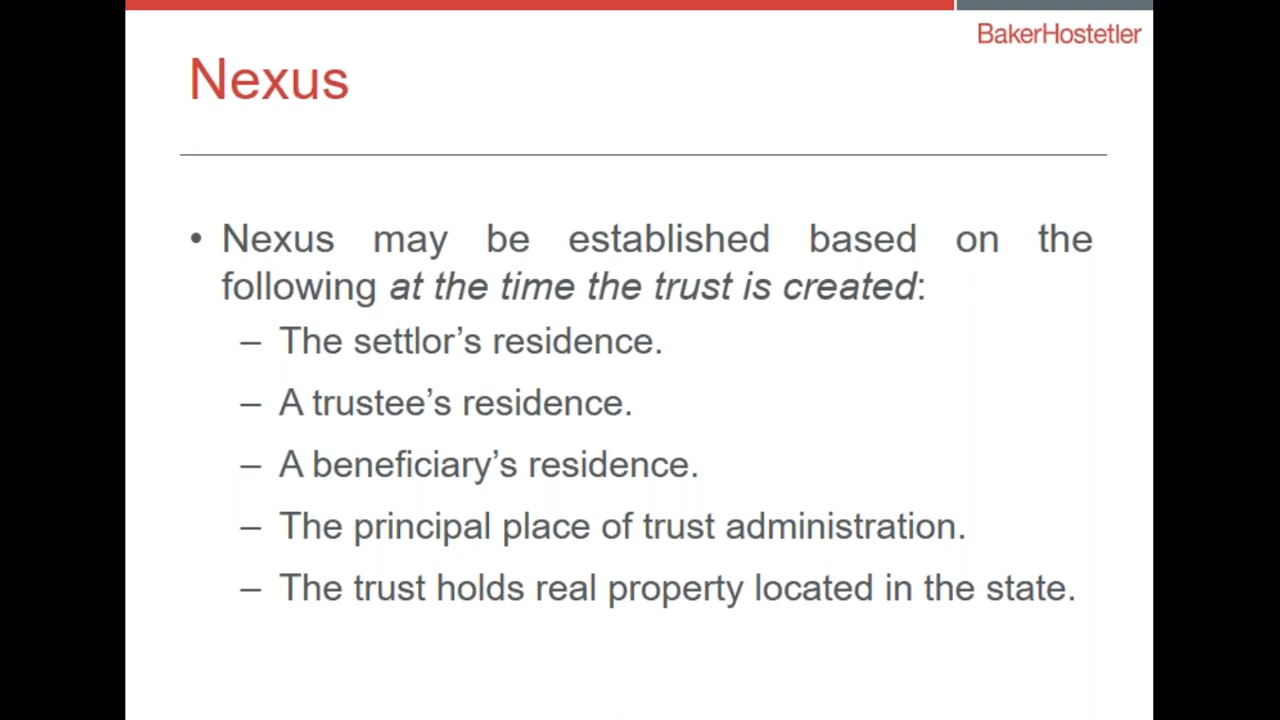 BakerHostetler
Nexus
• Nexus may be established based on the
following at the time the trust is created:
– The settlor’s residence.
– A trustee’s residence.
– A beneficiary’s residence.
– The principal place of trust administration.
– The trust holds real property located in the state.